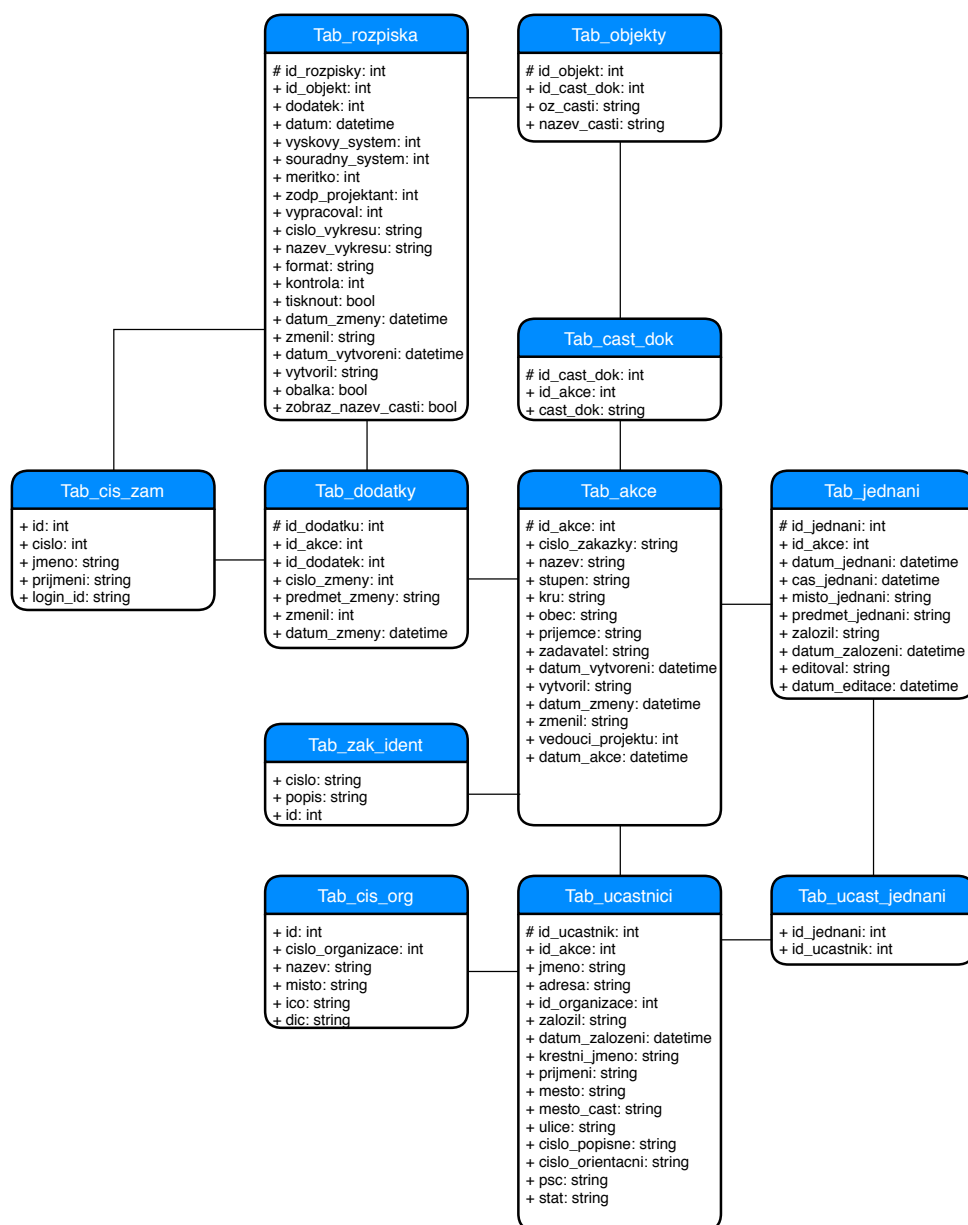 Tab_rozpiska
# id_rozpisky: int
+ id_objekt: int
+ dodatek: int
+ datum: datetime
+ vyskovy_system: int
+ souradny_system: int
+ meritko: int
+ zodp_projektant: int
+ vypracoval: int
+ cislo_vykresu: string
+ nazev_vykresu: string
+ format: string
+ kontrola: int
+ tisknout: bool
+ datum_zmeny: datetime
+ zmenil: string
+ datum_vytvoreni: datetime
+ vytvoril: string
+ obalka: bool
+ zobraz_nazev_casti: bool
Tab_objekty
# id_objekt: int
+ id_cast_dok: int
+ oz_casti: string
+ nazev_casti: string
Tab_cast_dok
# id_cast_dok: int
+ id_akce: int
+ cast_dok: string
Tab_cis_zam
+ id: int
+ cislo: int
+ jmeno: string
+ prijmeni: string
+ login_id: string
Tab_dodatky
# id_dodatku: int
+ id_akce: int
+ id_dodatek: int
+ cislo_zmeny: int
+ predmet_zmeny: string
+ zmenil: int
+ datum_zmeny: datetime
Tab_akce
# id_akce: int
+ cislo_zakazky: string
+ nazev: string
+ stupen: string
+ kru: string
+ obec: string
+ prijemce: string
+ zadavatel: string
+ datum_vytvoreni: datetime
+ vytvoril: string
+ datum_zmeny: datetime
+ zmenil: string
+ vedouci_projektu: int
+ datum_akce: datetime
Tab_jednani
# id_jednani: int
+ id_akce: int
+ datum_jednani: datetime
+ cas_jednani: datetime
+ misto_jednani: string
+ predmet_jednani: string
+ zalozil: string
+ datum_zalozeni: datetime
+ editoval: string
+ datum_editace: datetime
Tab_zak_ident
+ cislo: string
+ popis: string
+ id: int
Tab_cis_org
+ id: int
+ cislo_organizace: int
+ nazev: string
+ misto: string
+ ico: string
+ dic: string
Tab_ucastnici
# id_ucastnik: int
+ id_akce: int
+ jmeno: string
+ adresa: string
+ id_organizace: int
+ zalozil: string
+ datum_zalozeni: datetime
+ krestni_jmeno: string
+ prijmeni: string
+ mesto: string
+ mesto_cast: string
+ ulice: string
+ cislo_popisne: string
+ cislo_orientacni: string
+ psc: string
+ stat: string
Tab_ucast_jednani
+ id_jednani: int
+ id_ucastnik: int